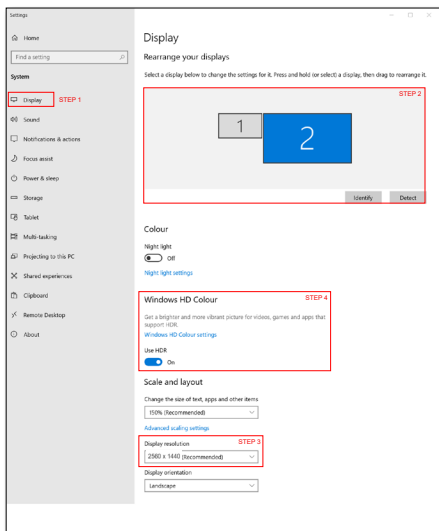 Settings
Home
Find a setting
System
Display STEP 1
Sound
Notifications & actions
Focus assist
Power & sleep
Storage
Tablet
Multi-tasking
Projecting to this PC
Shared experiences
Clipboard
Remote Desktop
About
Display
Rearrange your displays
Select a display below to change the settings for it. Press and hold (or select) a display, then drag to rearrange it.
STEP 2
1
2
Identify Detect
Colour
Night light
Off
Night light settings
Windows HD Colour STEP 4
Get a brighter and more vibrant picture for videos, games and apps that
support HDR.
Windows HD Colour settings
Use HDR
On
Scale and layout
Change the size of text, apps and other items
150% (Recommended)
Advanced scaling settings
Display resolution STEP 3
2560 x 1440 (Recommended)
Display orientation
Landscape